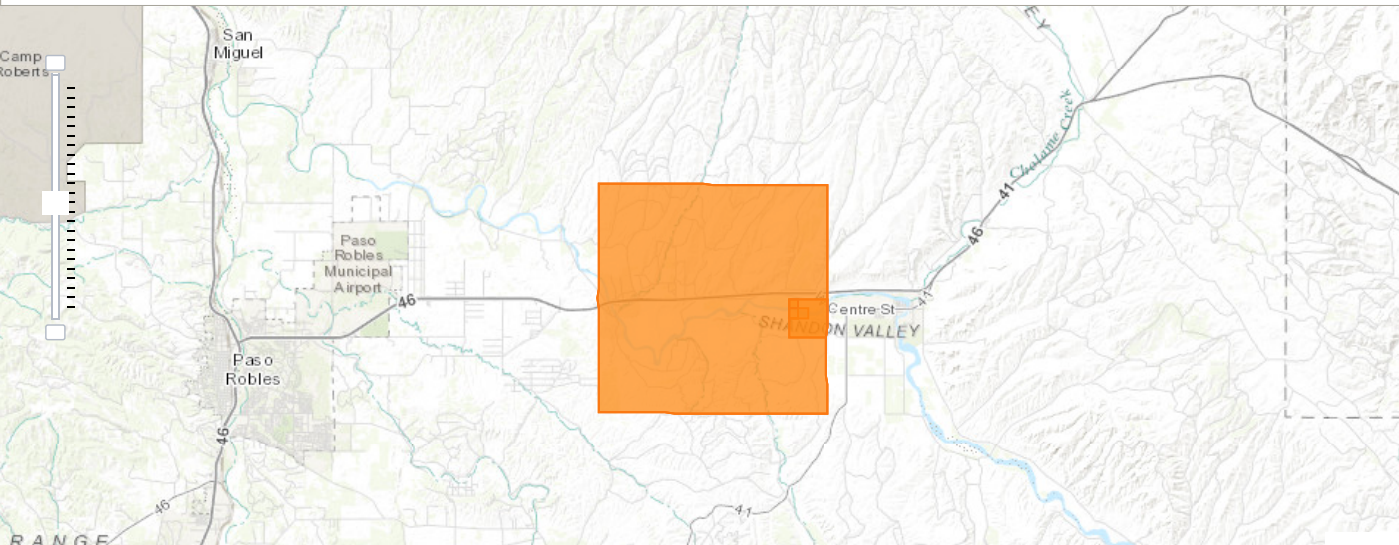 EY
San
Miguel
Camp
Roberts
Cholame Creek
41
46
Paso
Robles
Municipal
Airport
46
41
Centre St
SHANDON VALLEY
Paso
Robles
46
46
41
RANGE